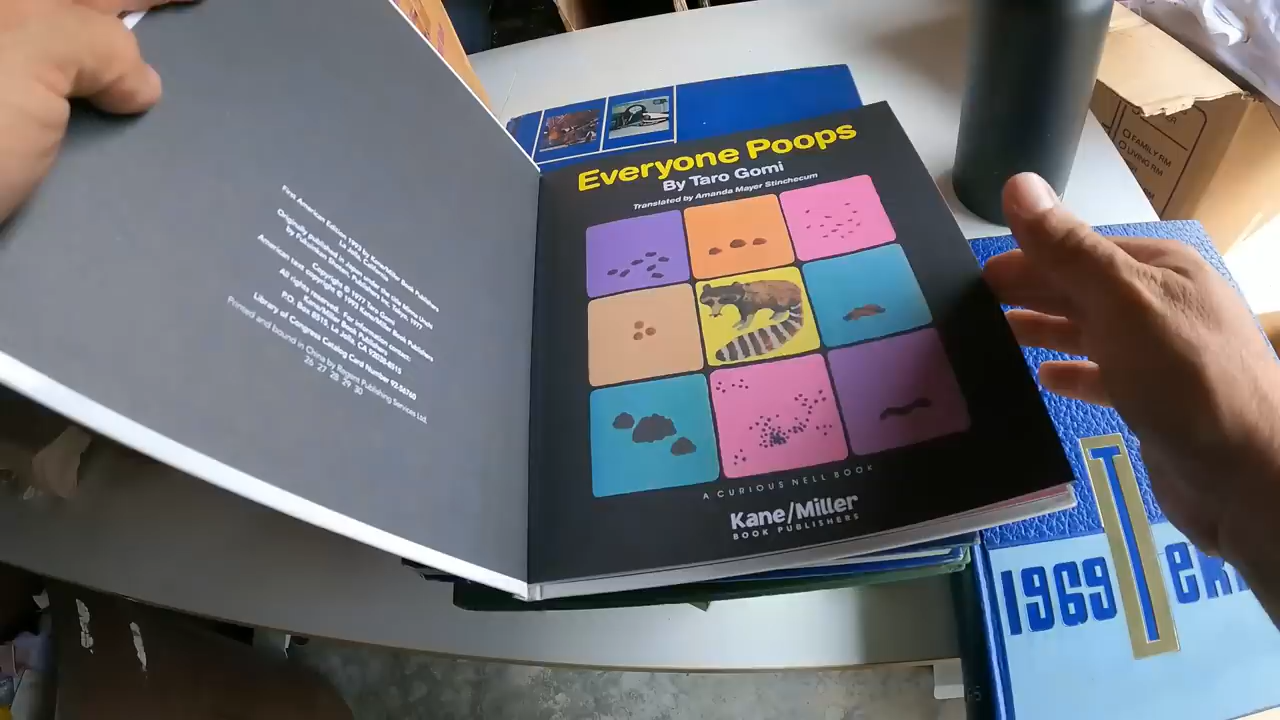 First American Edition 1993 by Kane/Miller Book Publishers
La Jolla, California
Originally published in Japan under the title Minna Unchi
by Fukuinkan Shoten, Publishers, Inc., Tokyo, 1977
Copyright © 1977 Taro Gomi
American text copyright © 1993 Kane/Miller Book Publishers
All rights reserved. For information contact:
Kane/Miller Book Publishers
P.O. Box 8515, La Jolla, CA 92038-8515
Library of Congress Catalog Card Number 92-56760
Printed and bound in China by Regent Publishing Services Ltd.
26 27 28 29 30
Everyone Poops
By Taro Gomi
Translated by Amanda Mayer Stinchecum
A CURIOUS NELL BOOK
Kane/Miller
BOOK PUBLISHERS
FAMILY RM
LIVING RM
1969 T